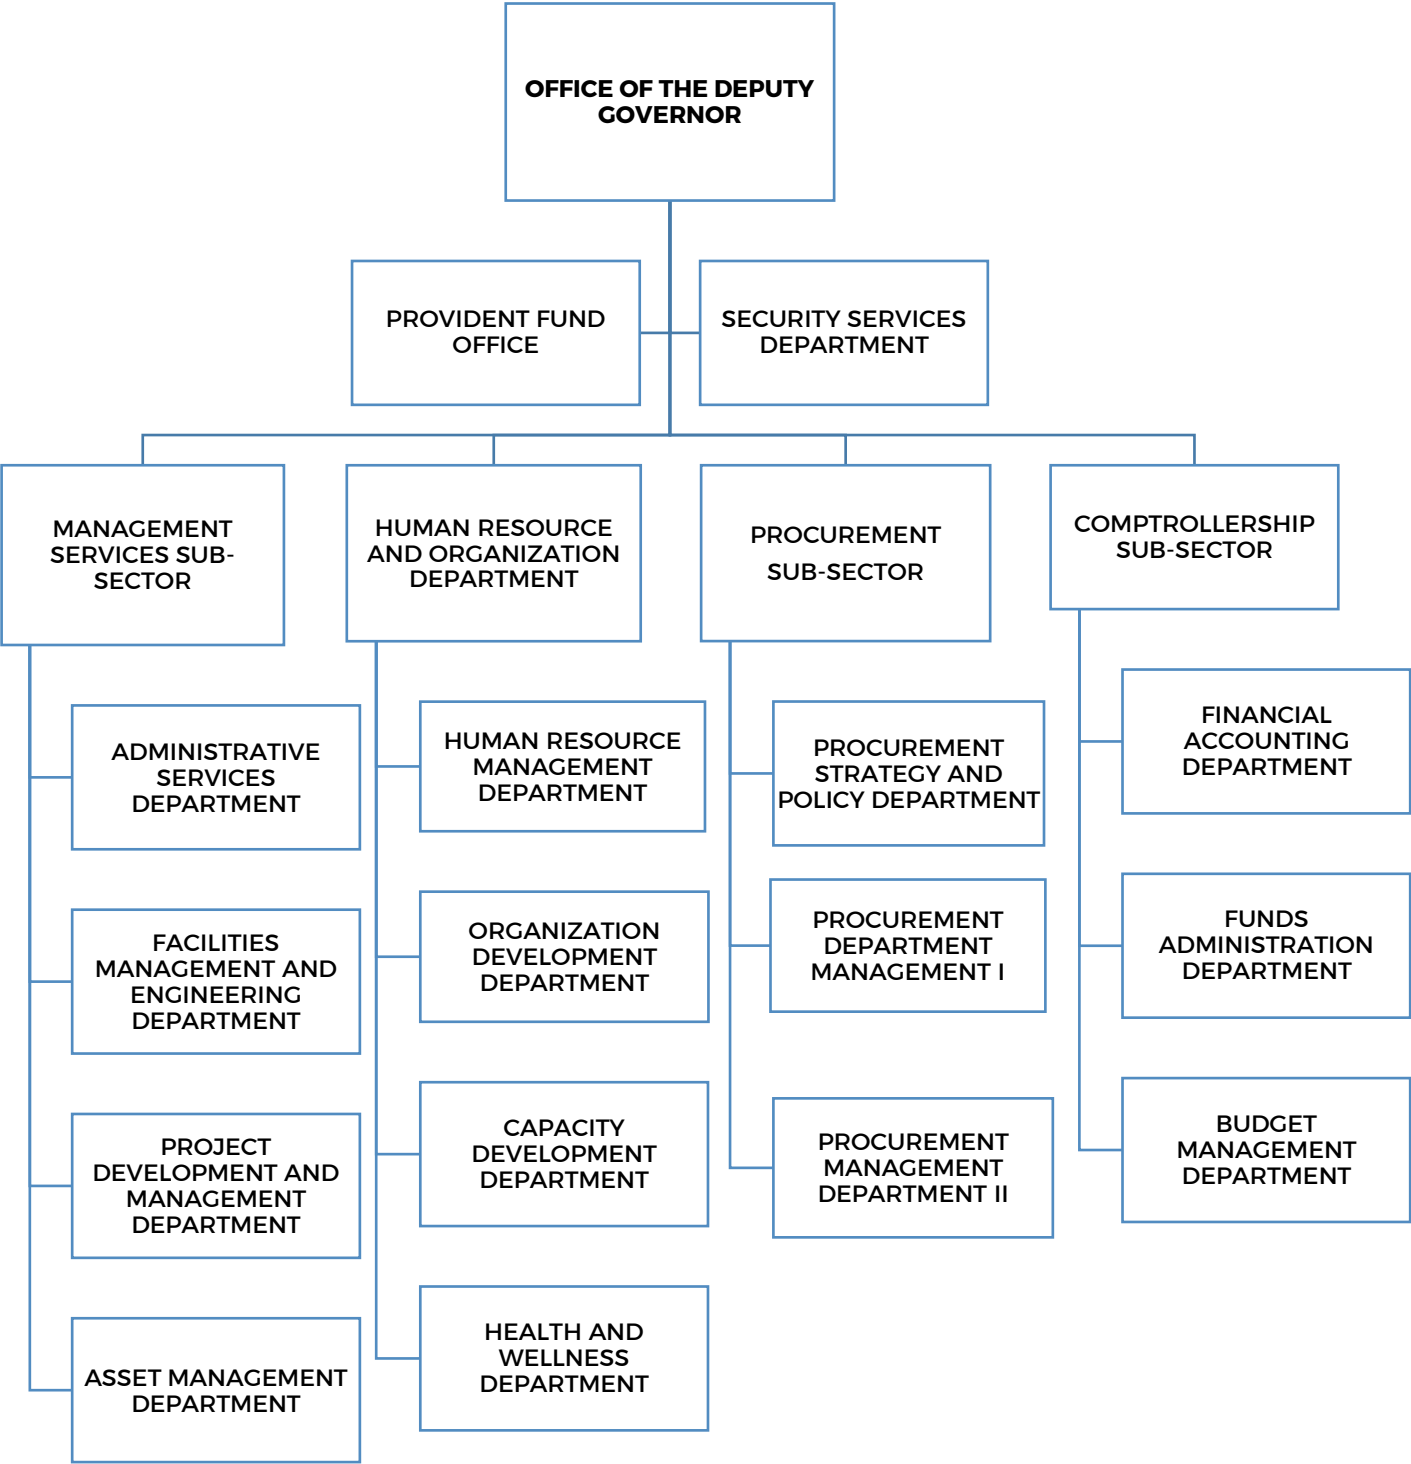 OFFICE OF THE DEPUTY
GOVERNOR
PROVIDENT FUND
OFFICE
SECURITY SERVICES
DEPARTMENT
MANAGEMENT
SERVICES SUB-
SECTOR
HUMAN RESOURCE
AND ORGANIZATION
DEPARTMENT
PROCUREMENT
SUB-SECTOR
COMPTROLLERSHIP
SUB-SECTOR
ADMINISTRATIVE
SERVICES
DEPARTMENT
FACILITIES
MANAGEMENT AND
ENGINEERING
DEPARTMENT
PROJECT
DEVELOPMENT AND
MANAGEMENT
DEPARTMENT
ASSET MANAGEMENT
DEPARTMENT
HUMAN RESOURCE
MANAGEMENT
DEPARTMENT
ORGANIZATION
DEVELOPMENT
DEPARTMENT
CAPACITY
DEVELOPMENT
DEPARTMENT
HEALTH AND
WELLNESS
DEPARTMENT
PROCUREMENT
STRATEGY AND
POLICY DEPARTMENT
PROCUREMENT
DEPARTMENT
MANAGEMENT I
PROCUREMENT
MANAGEMENT
DEPARTMENT II
FINANCIAL
ACCOUNTING
DEPARTMENT
FUNDS
ADMINISTRATION
DEPARTMENT
BUDGET
MANAGEMENT
DEPARTMENT